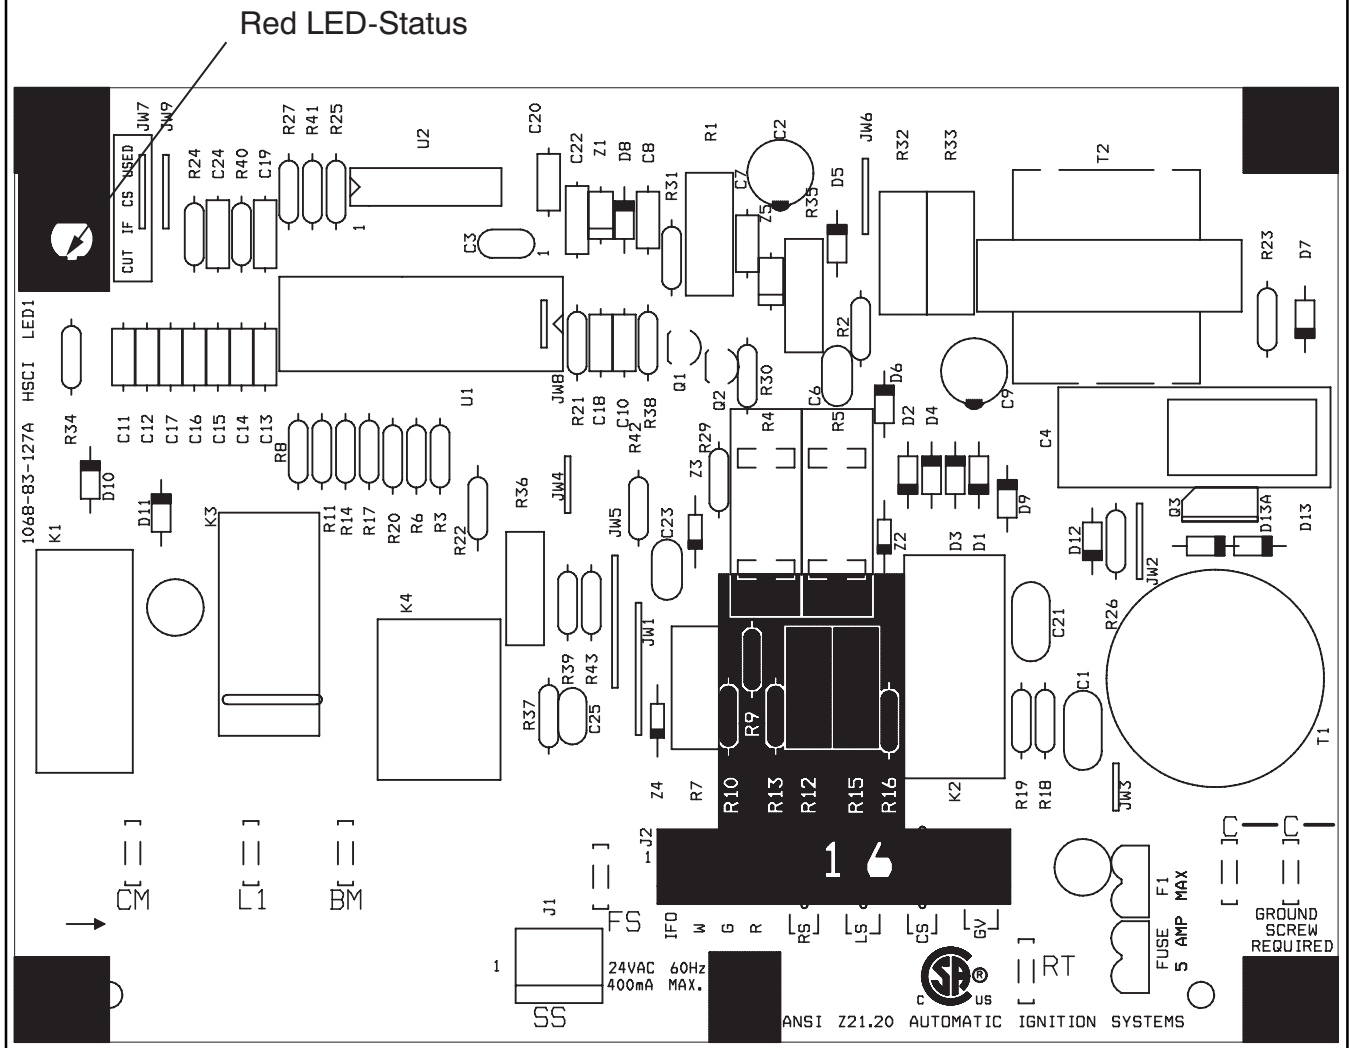 Red LED-Status
JW7
JW9
CUT IF CS USED
R24
C24
R40
C19
R27
R41
R25
U2
1
C20
C22
Z1
D8
C8
C3
1
R31
R1
C7
C2
Z5
R35
D5
JW6
R32
R33
T2
R23
D7
1068-83-127A HSCI LED1
R34
C11
C12
C17
C16
C15
C14
C13
U1
JW8
R21
C18
C10
R38
Q1
Q2
R30
C6
R2
D6
C9
R4
R5
D2
D4
C4
R8
R42
R29
Z3
D10
D11
K1
K3
R11
R14
R17
R20
R6
R3
R22
R36
JW4
JW5
C23
Z2
D3
D1
D9
D12
JW2
Q3
D13A
D13
R26
C21
K4
JW1
R39
R43
R37
C25
Z4
R7
R10
R9
R13
R12
R15
R16
K2
R19
R18
C1
JW3
T1
C
C
J2
1
16
CM
L1
BM
FS
J1
1
SS
IFO
W
G
R
RS
LS
CS
GV
24VAC 60Hz
400mA MAX.
RT
F1
FUSE
5 AMP MAX
GROUND
SCREW
REQUIRED
CSA
®
C US
ANSI Z21.20 AUTOMATIC IGNITION SYSTEMS